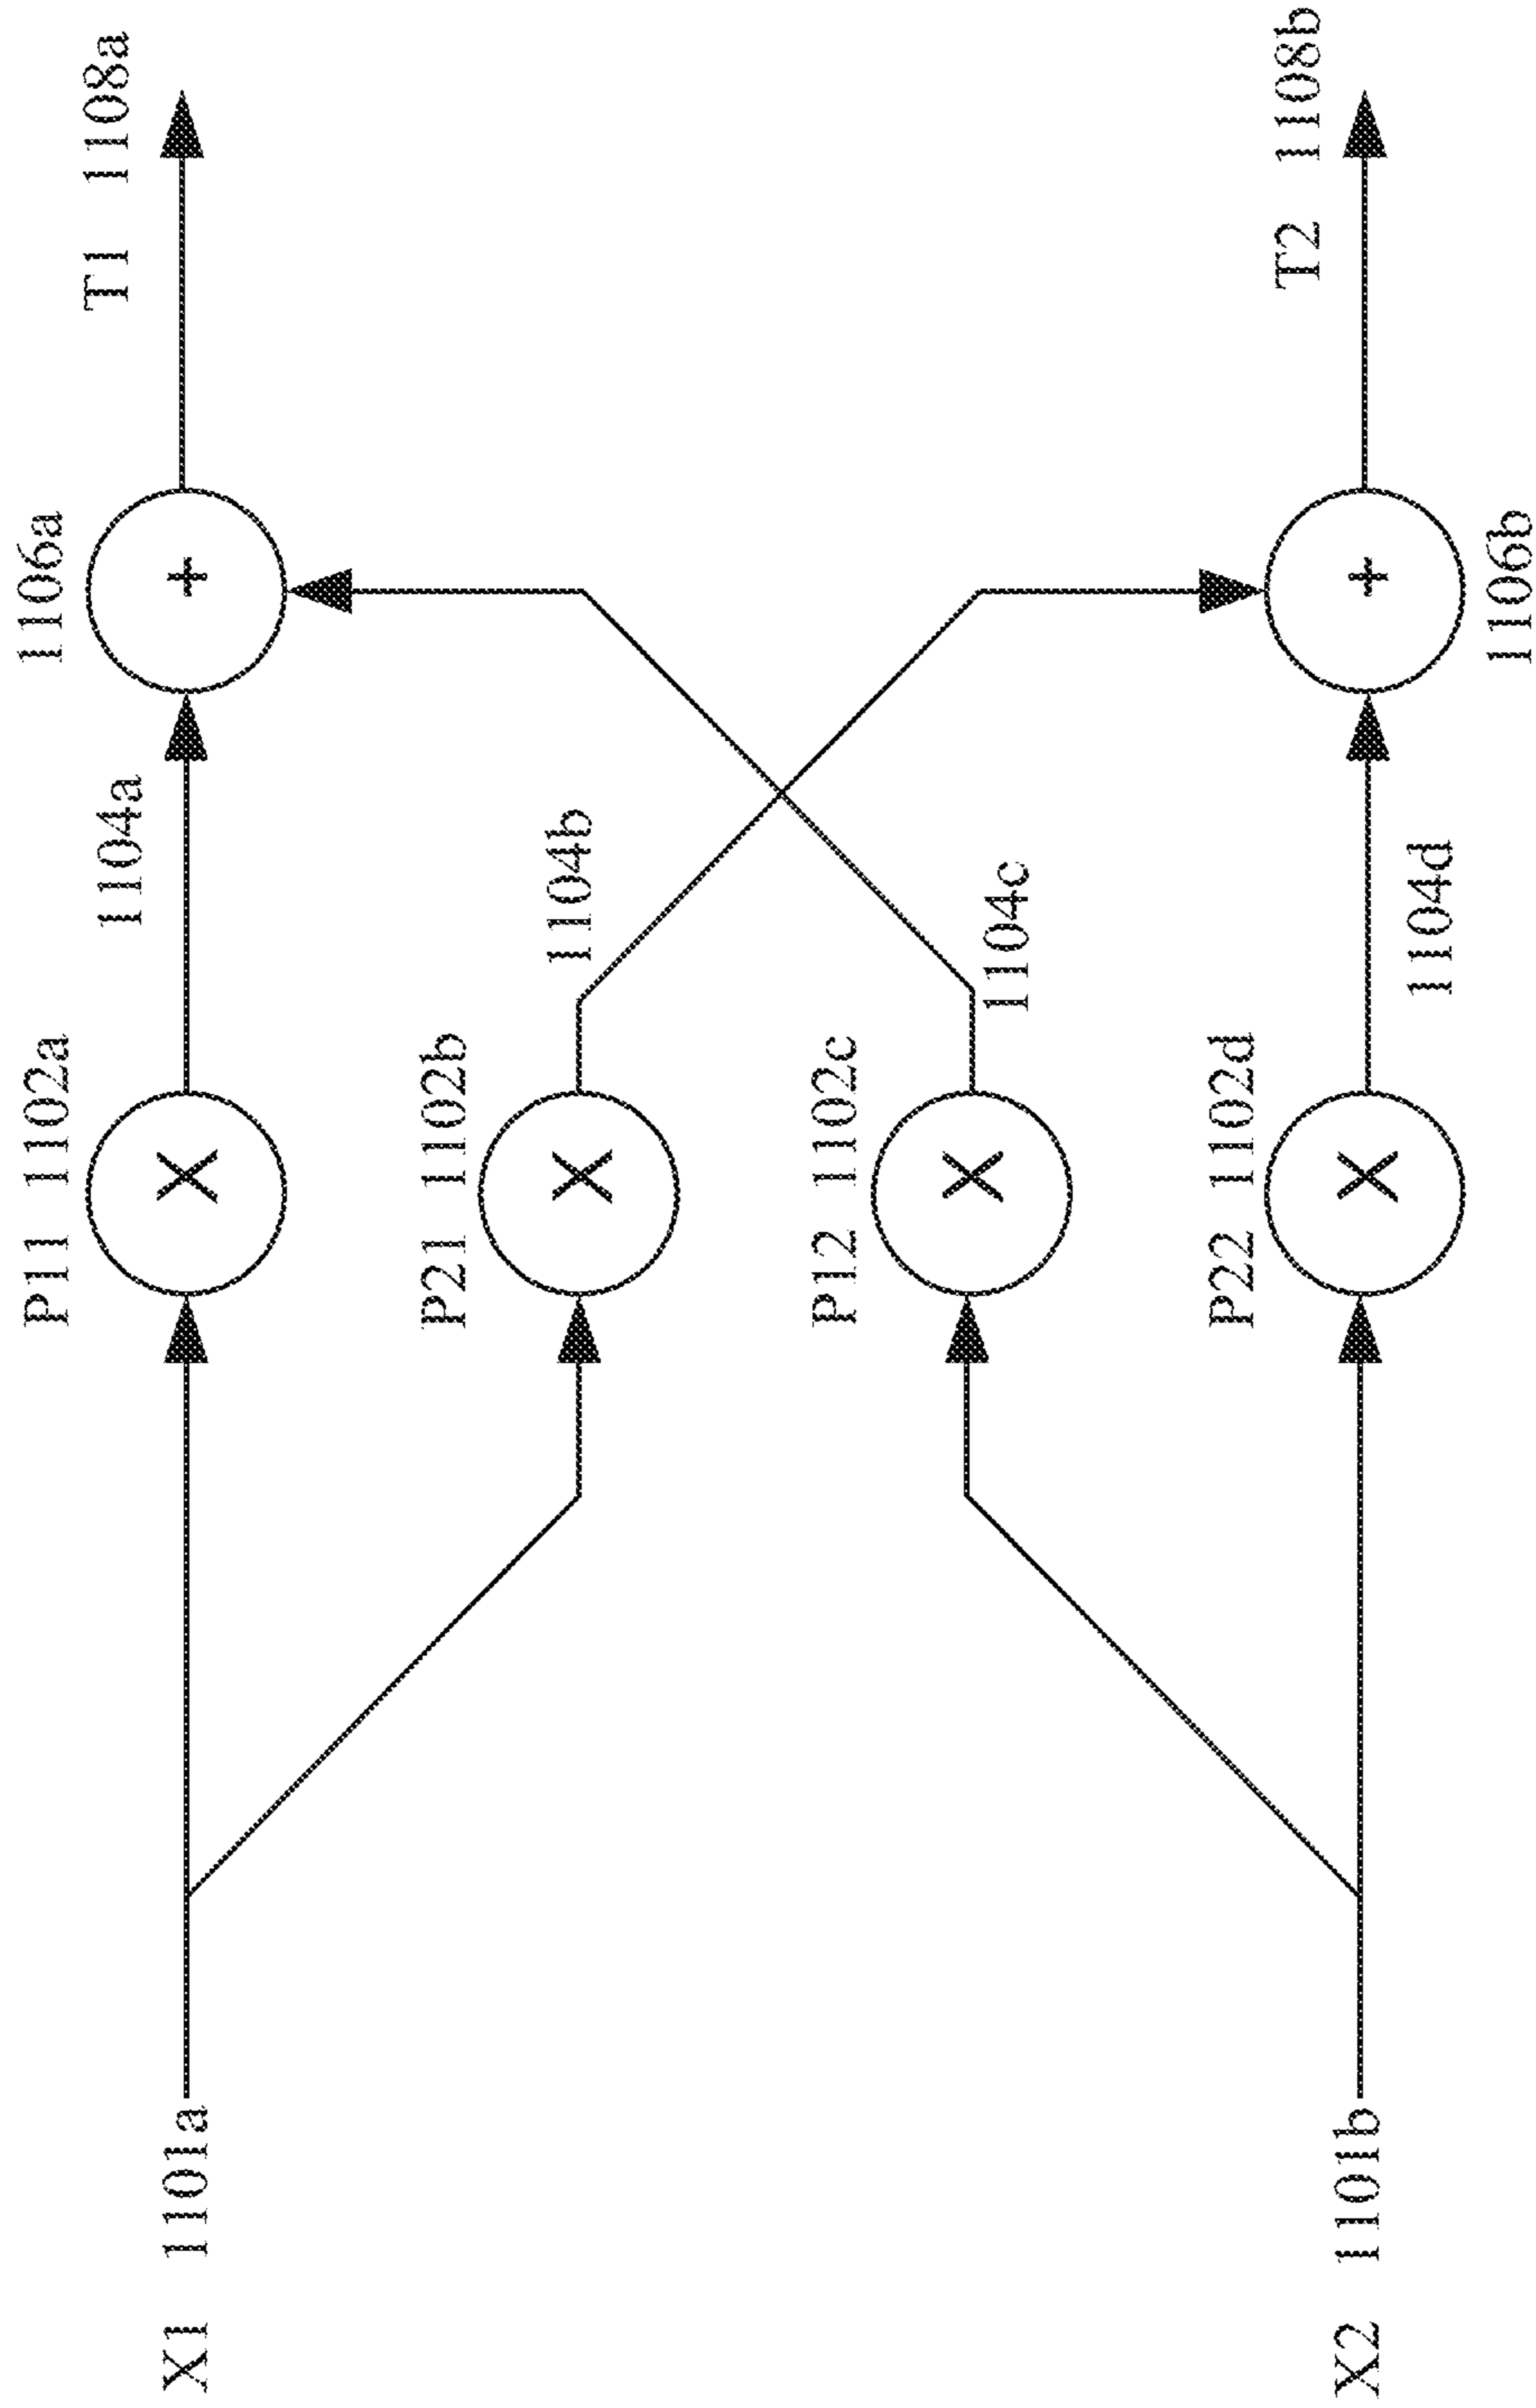 X1 1101a
P11 1102a
X
1104a
1106a
+
T1 1108a
P21 1102b
X
1104b
P12 1102c
X
1104c
X2 1101b
P22 1102d
X
1104d
+
1106b
T2 1108b